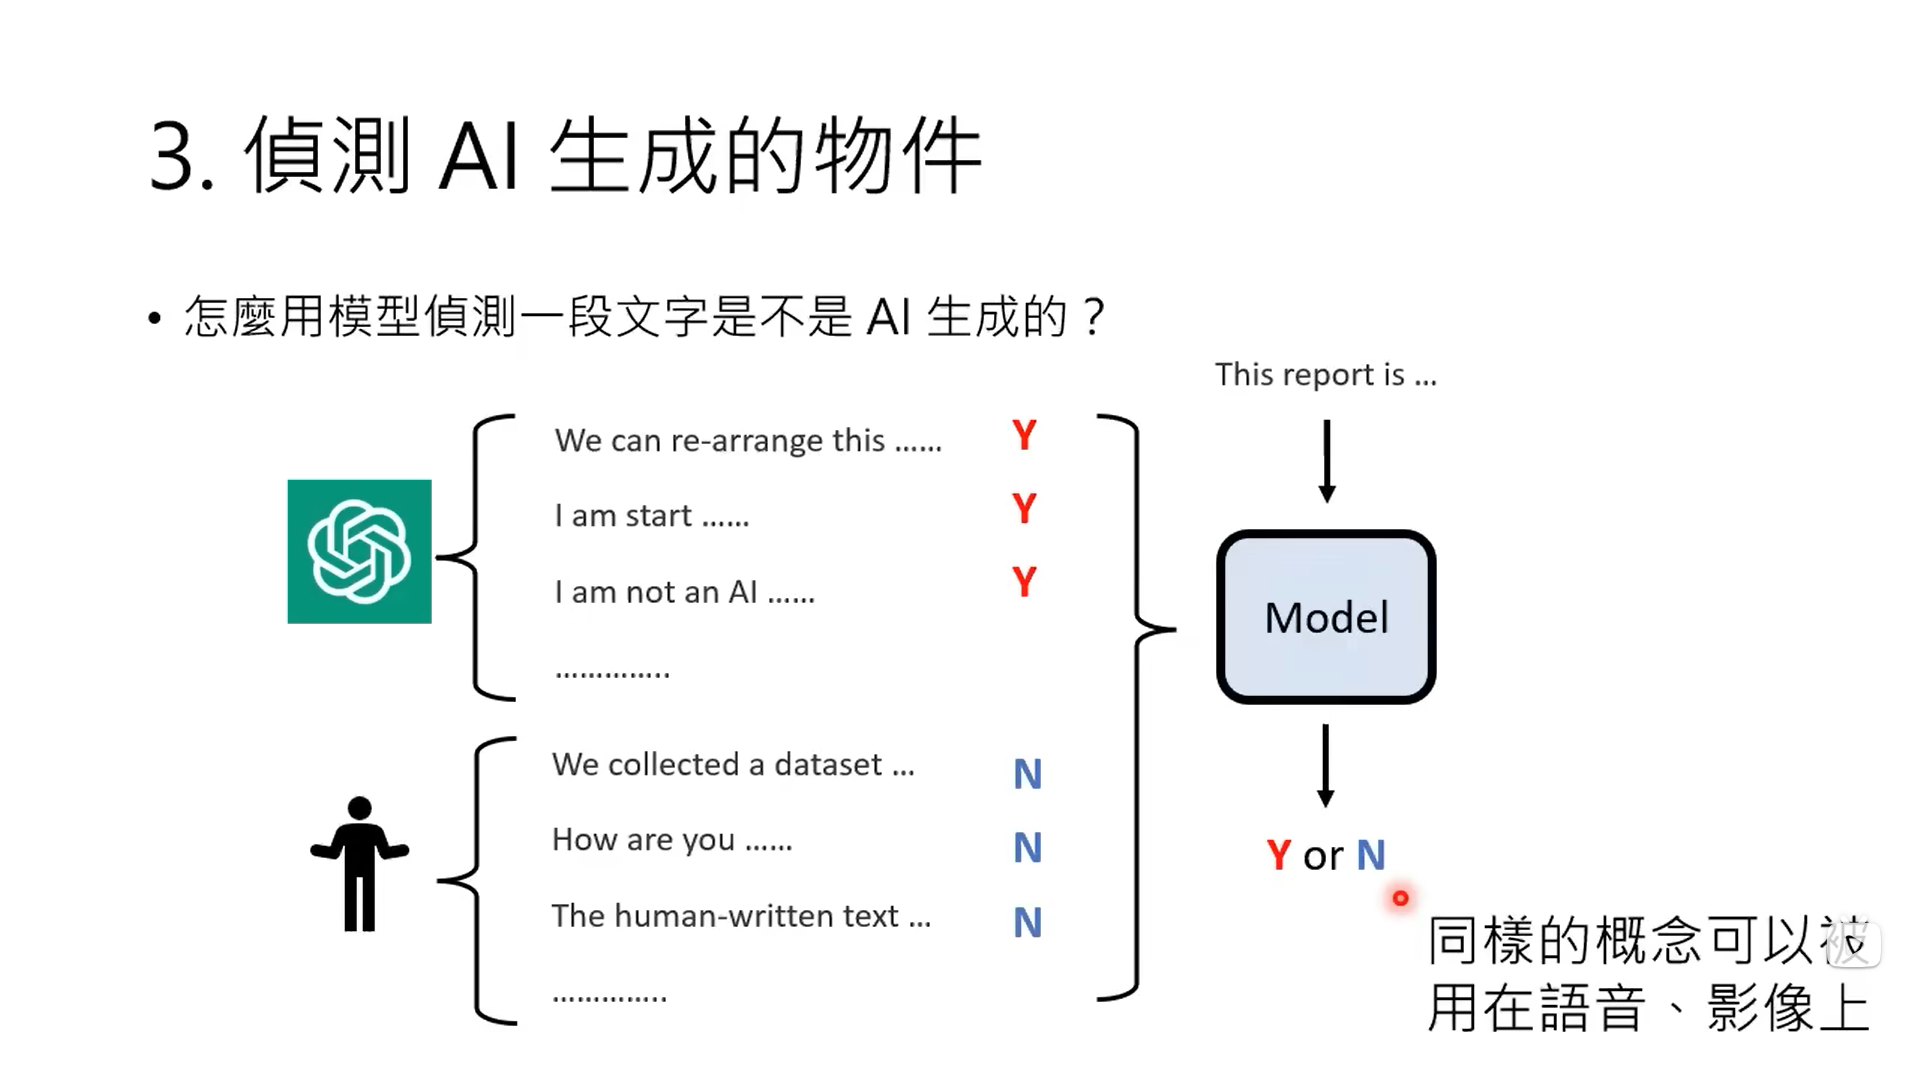 3. 偵測 AI 生成的物件
• 怎麼用模型偵測一段文字是不是 AI 生成的？
We can re-arrange this …… Y
I am start …… Y
I am not an AI …… Y
…………..
We collected a dataset … N
How are you …… N
The human-written text … N
…………..
This report is …
Model
Y or N
同樣的概念可以被
用在語音、影像上